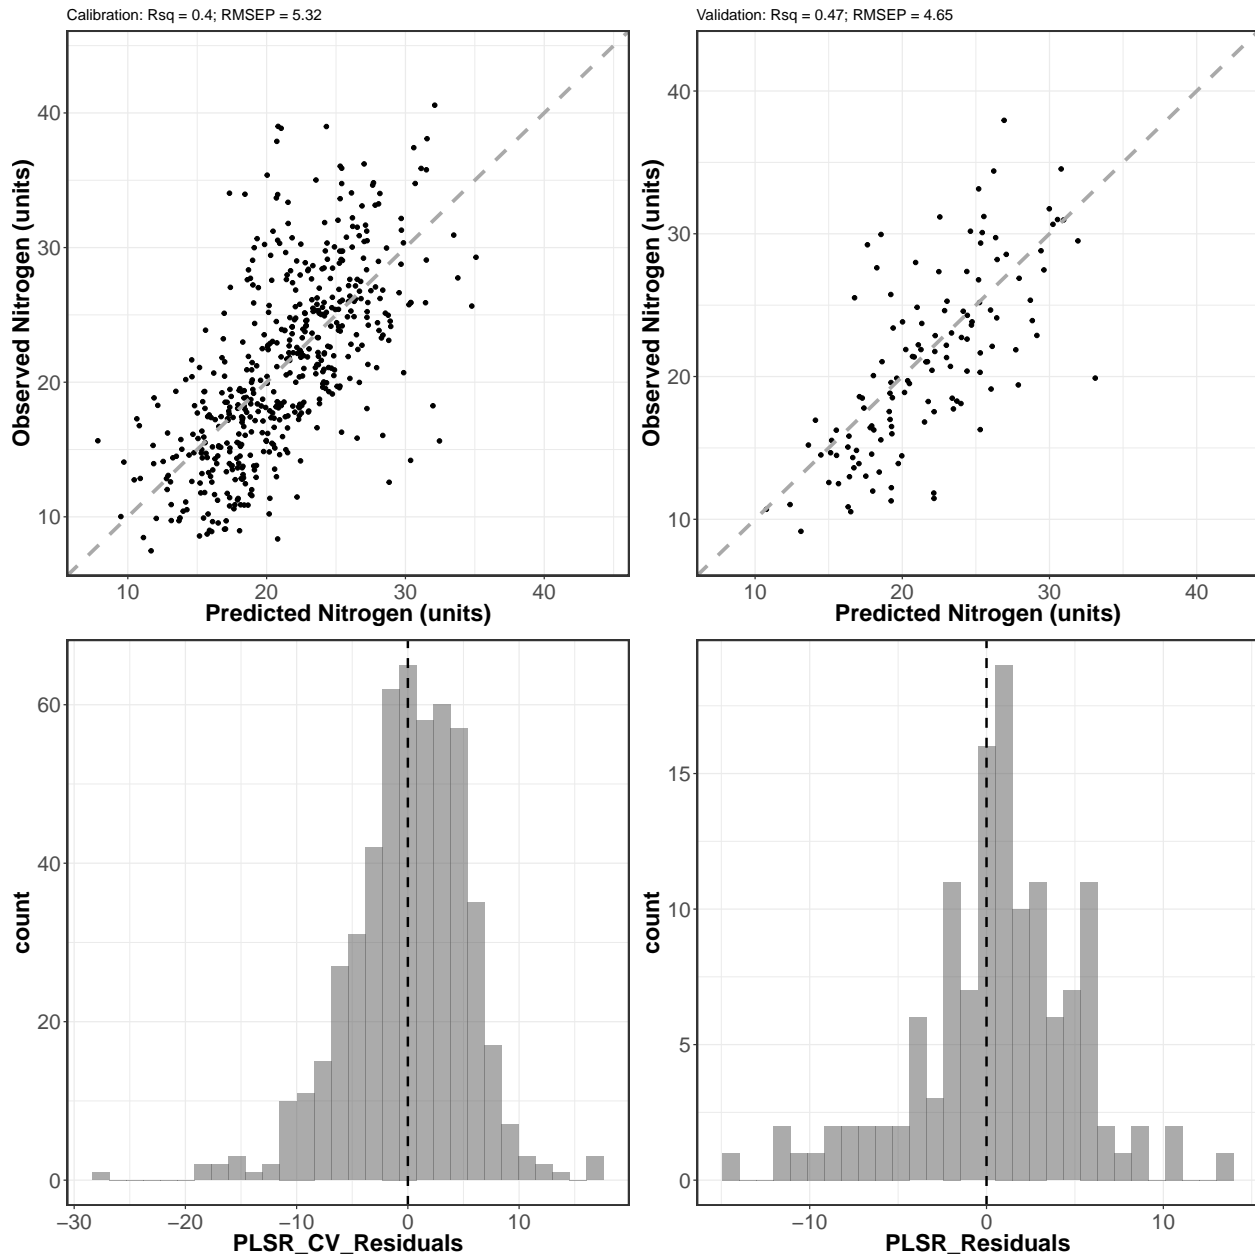 Calibration: Rsq = 0.4; RMSEP = 5.32
Observed Nitrogen (units)
40
30
20
10
10 20 30 40
Predicted Nitrogen (units)
Validation: Rsq = 0.47; RMSEP = 4.65
Observed Nitrogen (units)
40
30
20
10
10 20 30 40
Predicted Nitrogen (units)
count
60
40
20
0
−30 −20 −10 0 10
PLSR_CV_Residuals
count
15
10
5
0
−10 0 10
PLSR_Residuals